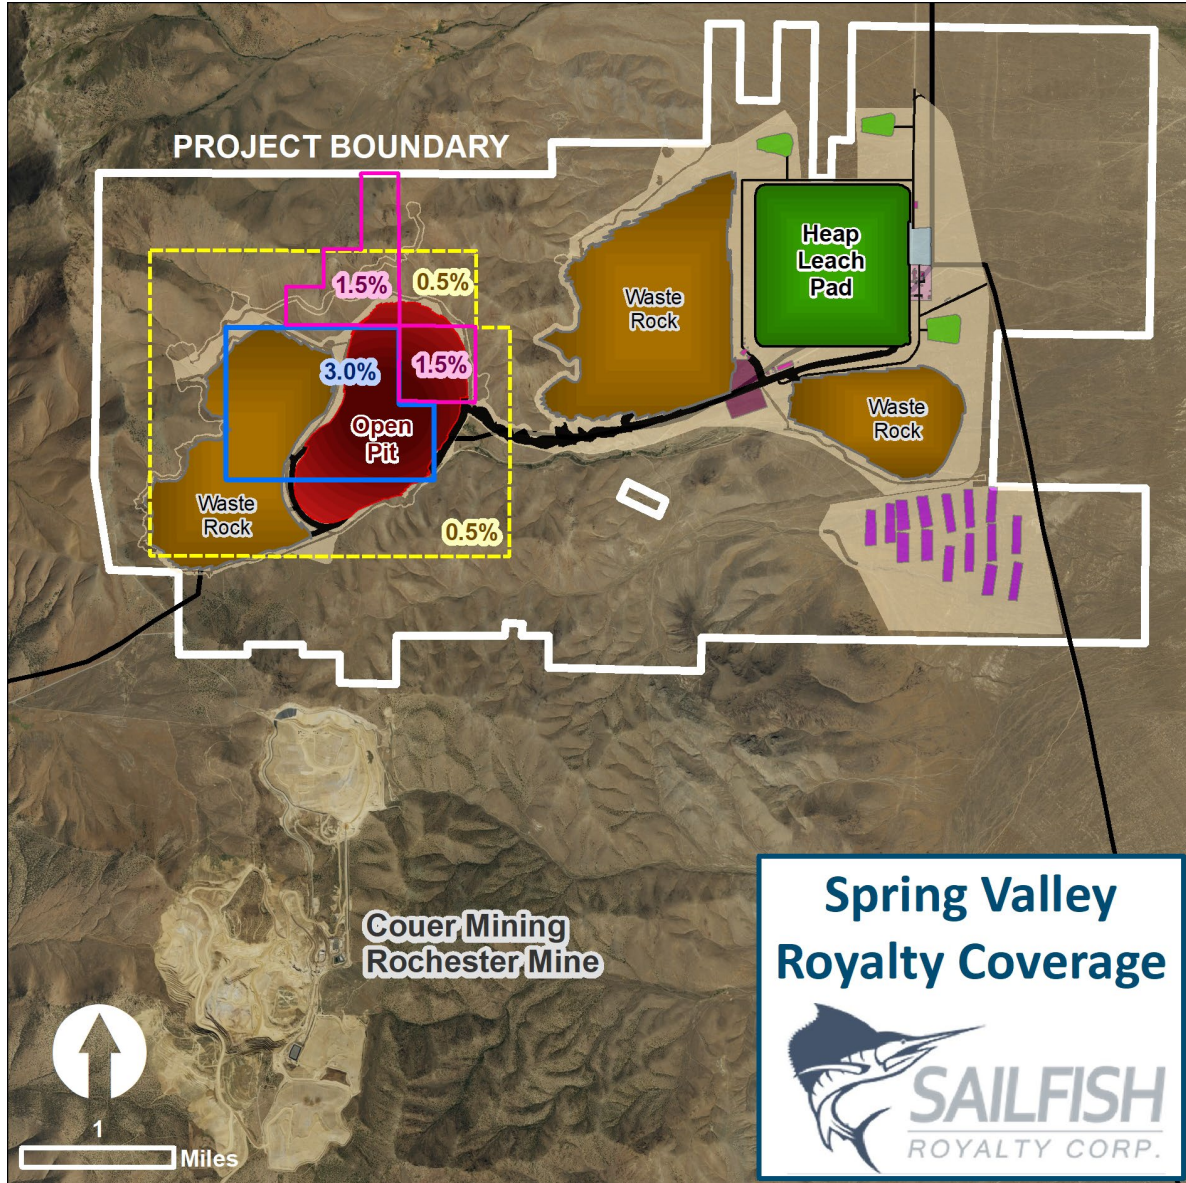 PROJECT BOUNDARY
1.5%
0.5%
3.0%
1.5%
Open
Pit
Waste
Rock
0.5%
Waste
Rock
Heap
Leach
Pad
Waste
Rock
Couer Mining
Rochester Mine
1
Miles
Spring Valley
Royalty Coverage
SAILFISH
ROYALTY CORP.